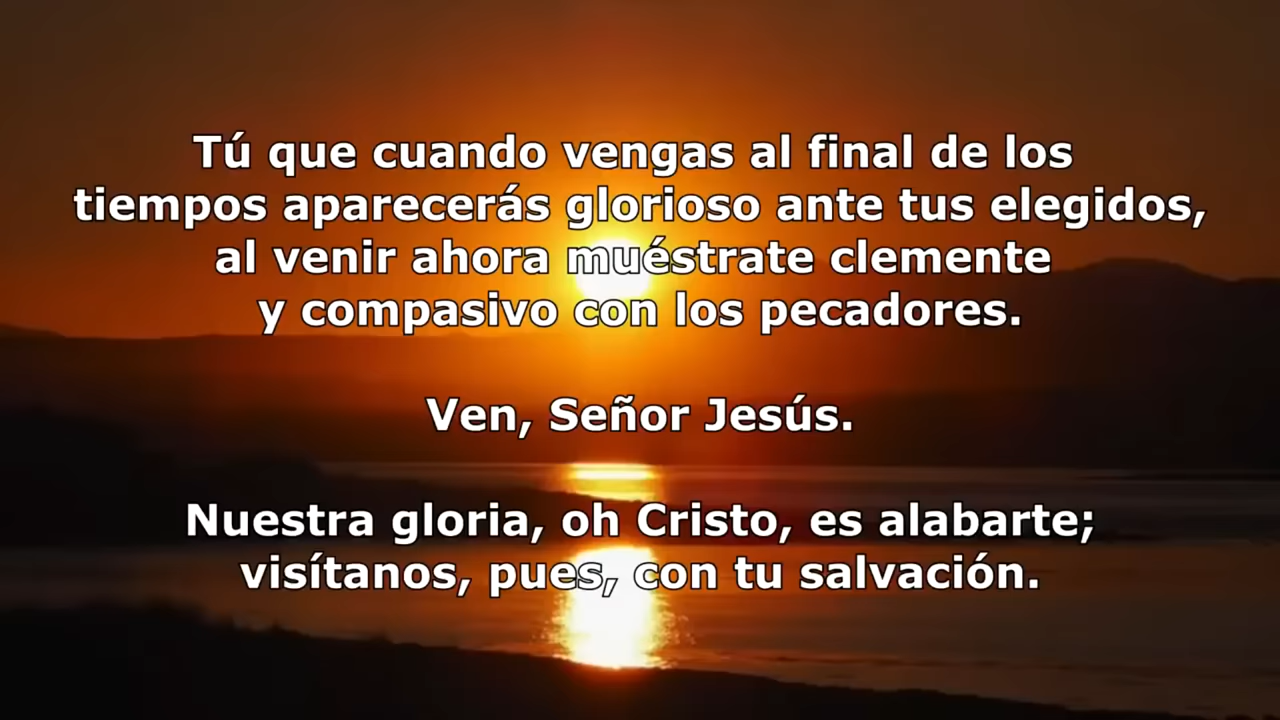 Tú que cuando vengas al final de los
tiempos aparecerás glorioso ante tus elegidos,
al venir ahora muéstrate clemente
y compasivo con los pecadores.
Ven, Señor Jesús.
Nuestra gloria, oh Cristo, es alabarte;
visítanos, pues, con tu salvación.